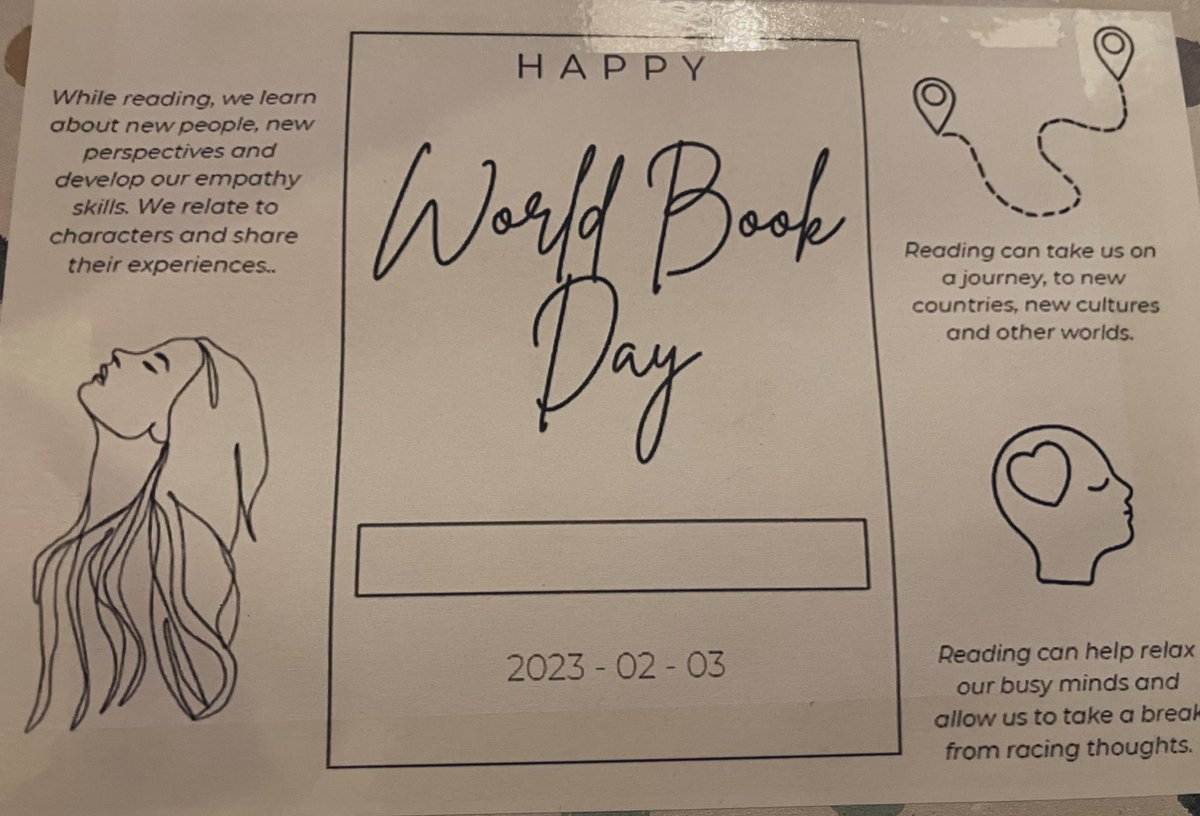 While reading, we learn
about new people, new
perspectives and
develop our empathy
skills. We relate to
characters and share
their experiences..
HAPPY
World Book
Day
2023 - 02 - 03
Reading can take us on
a journey, to new
countries, new cultures
and other worlds.
Reading can help relax
our busy minds and
allow us to take a break
from racing thoughts.